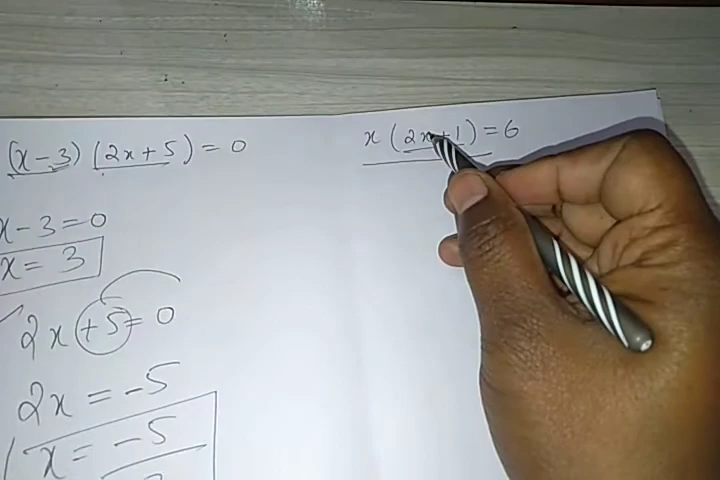 (x-3) (2x+5) = 0
x-3=0
x= 3
2x +5= 0
2x = -5
x= -5
x (2x+1) = 6